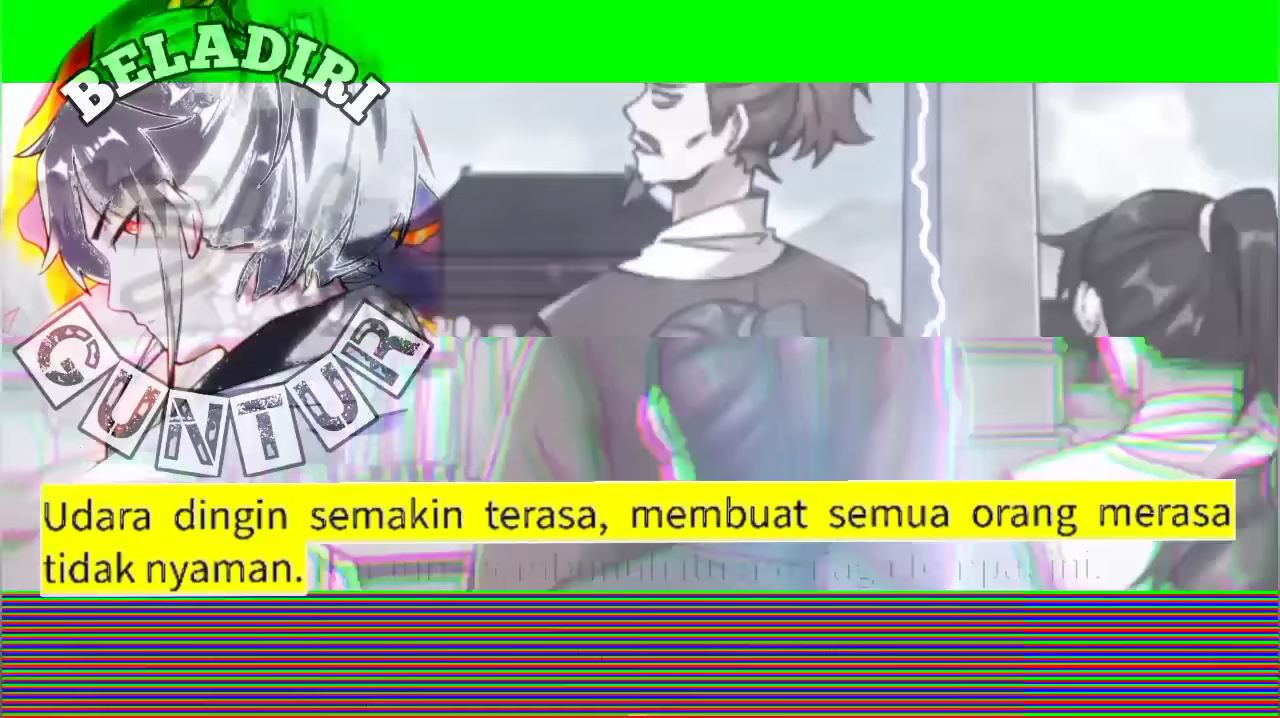 BELADIRI
GUNTUR
Udara dingin semakin terasa, membuat semua orang merasa
tidak nyaman.